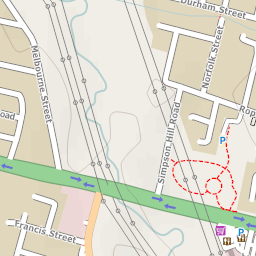 Durham Street
Melbourne Street
Norfolk Street
Simpson Hill Road
Road
P
Francis Street
P